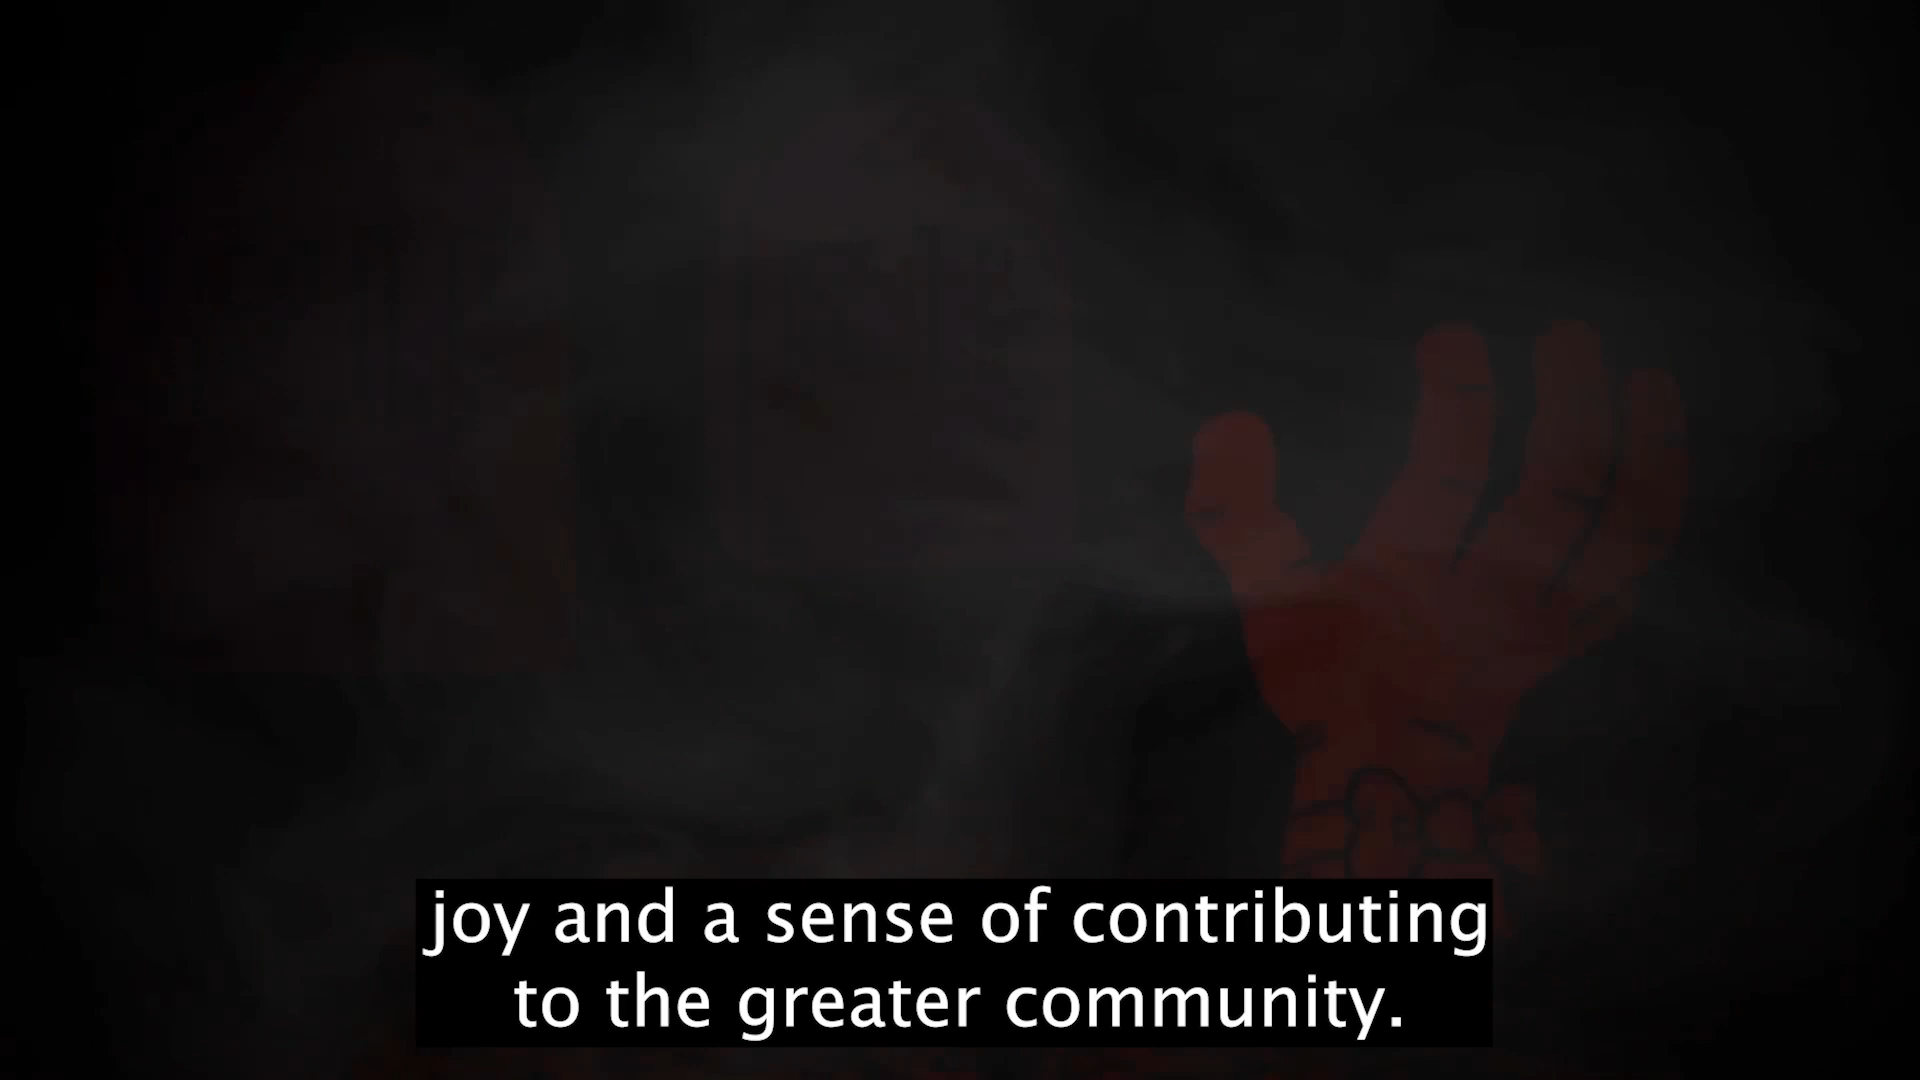 joy and a sense of contributing
to the greater community.